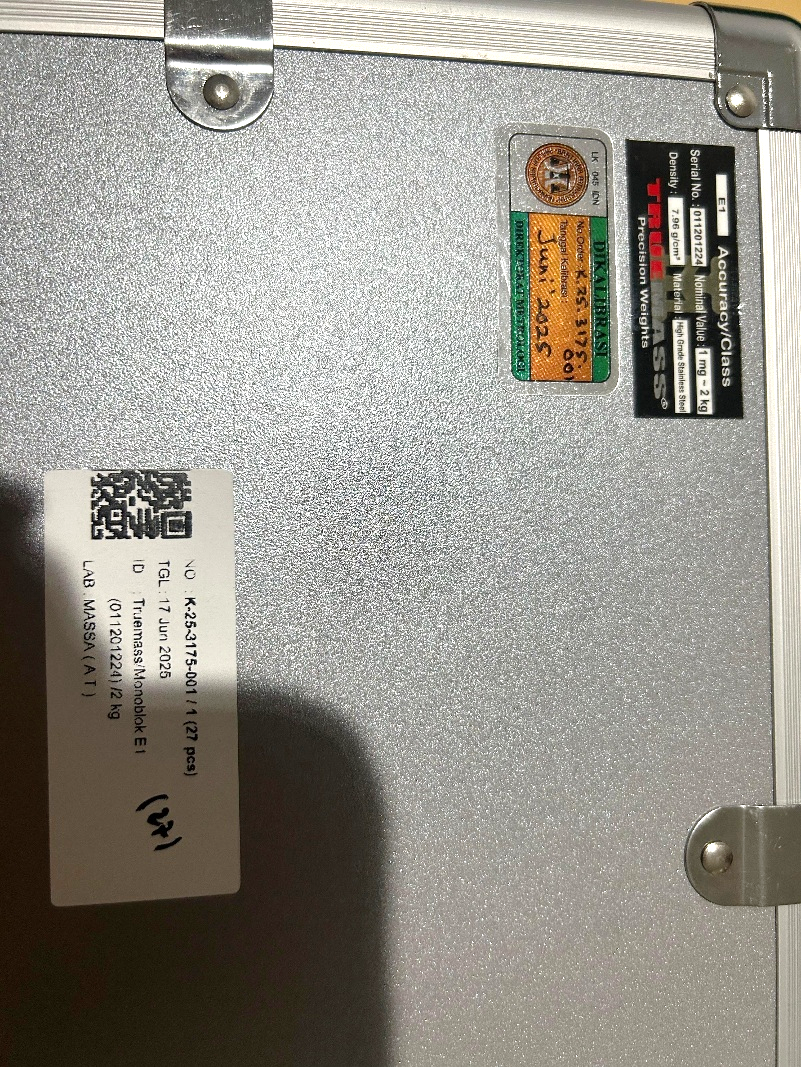 E1 Accuracy/Class
Serial No. : 011201224 Nominal Value : 1 mg ~ 2 kg
Density : 7.96 g/cm³ Material : High Grade Stainless Steel
TRUEMASS®
Precision Weights
LK - 045 - IDN
DIKALIBRASI
No.Order K.25.3175.
001
Tanggal Kalibrasi
Juni 2025
NO : K-25-3175-001 / 1 (27 pcs)
TGL : 17 Jun 2025
ID : Truemass/Monoblok E1
(011201224) /2 kg
LAB : MASSA ( A T )
(27)